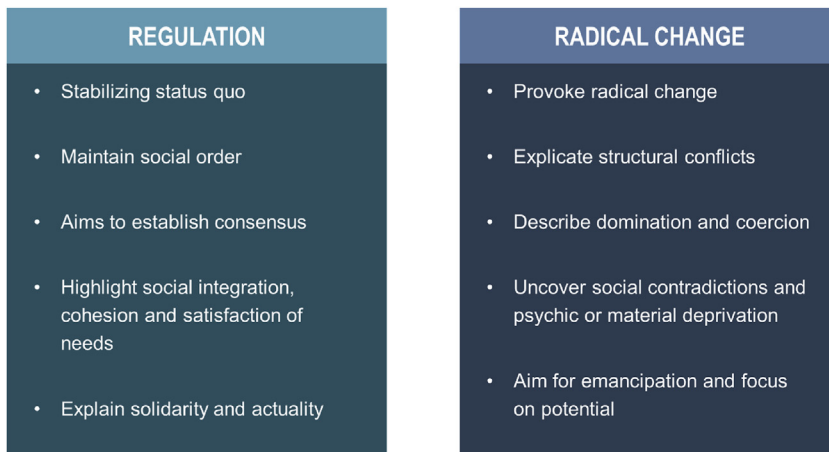 REGULATION
• Stabilizing status quo
• Maintain social order
• Aims to establish consensus
• Highlight social integration,
cohesion and satisfaction of
needs
• Explain solidarity and actuality
RADICAL CHANGE
• Provoke radical change
• Explicate structural conflicts
• Describe domination and coercion
• Uncover social contradictions and
psychic or material deprivation
• Aim for emancipation and focus
on potential